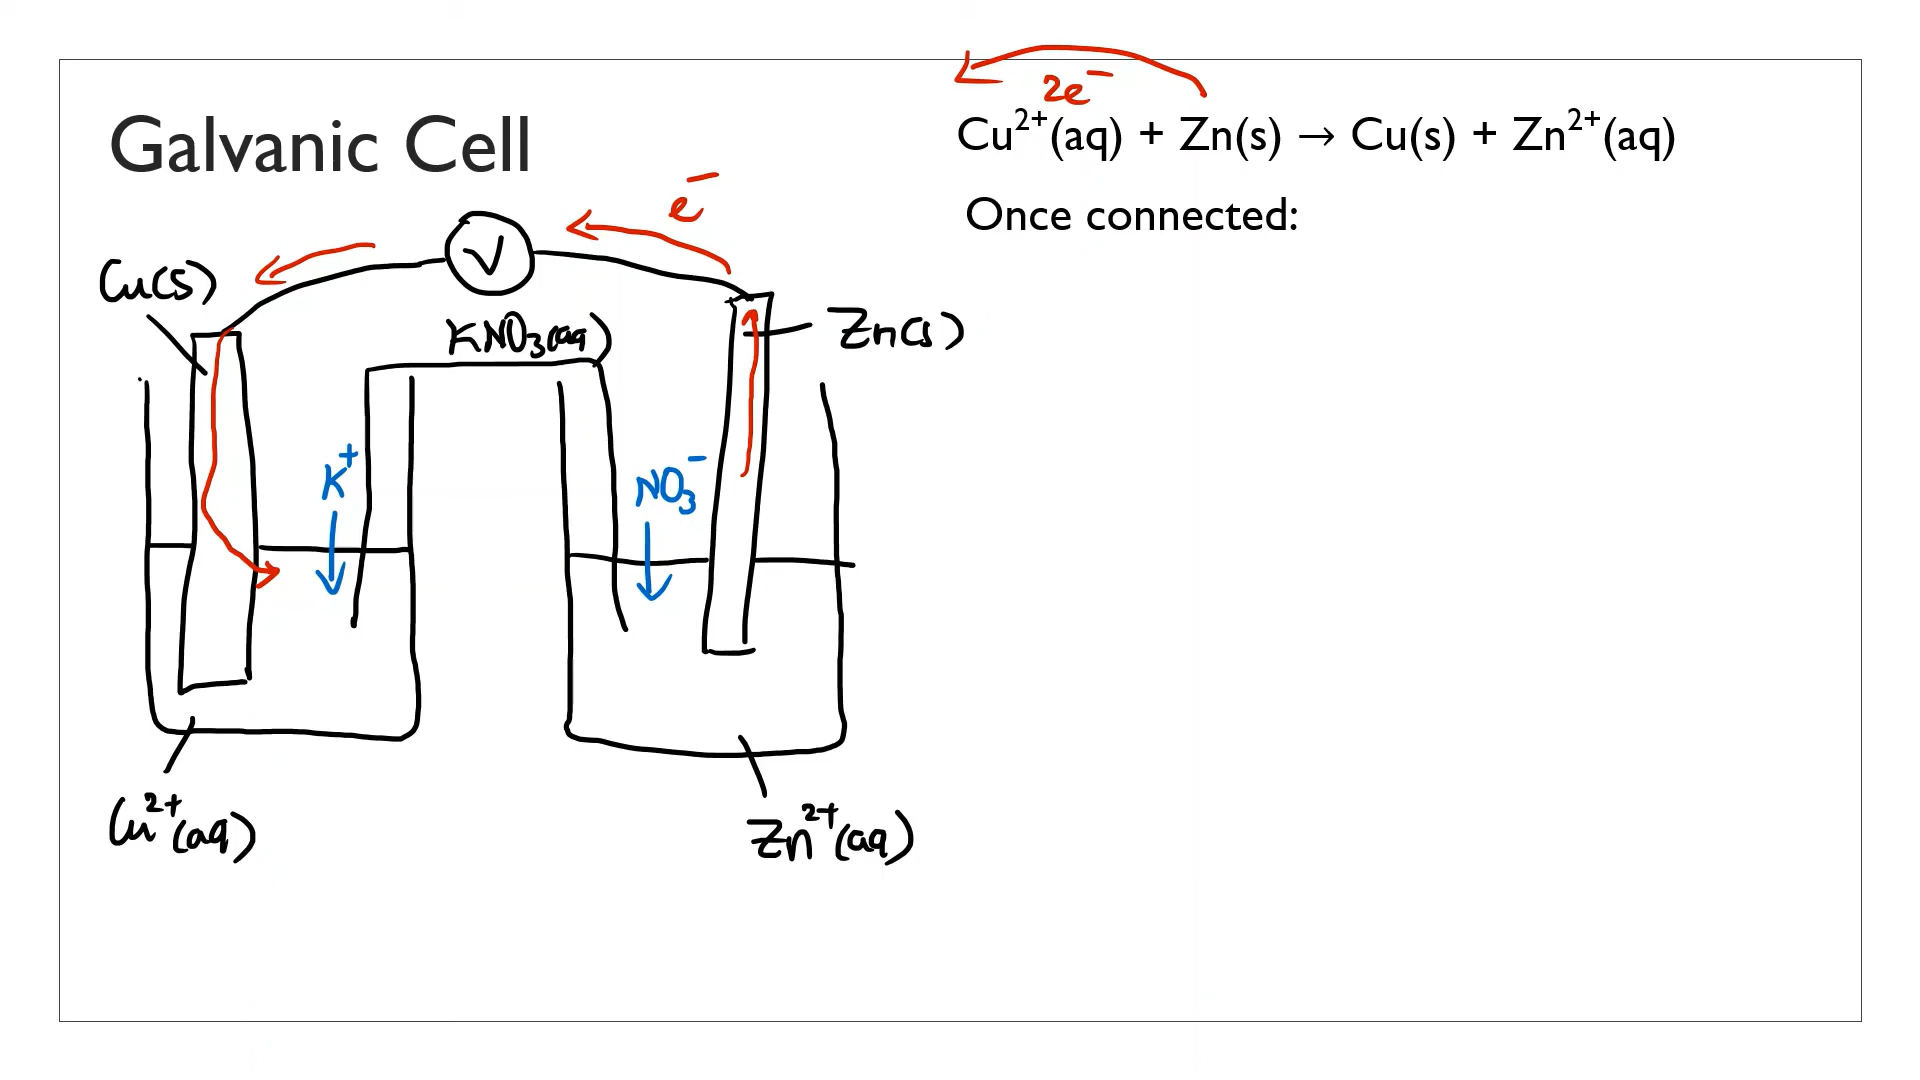 Galvanic Cell
2e⁻
Cu²⁺(aq) + Zn(s) → Cu(s) + Zn²⁺(aq)
Once connected:
e⁻
V
Cu(s)
KNO₃(aq)
Zn(s)
K⁺
NO₃⁻
Cu²⁺(aq)
Zn²⁺(aq)